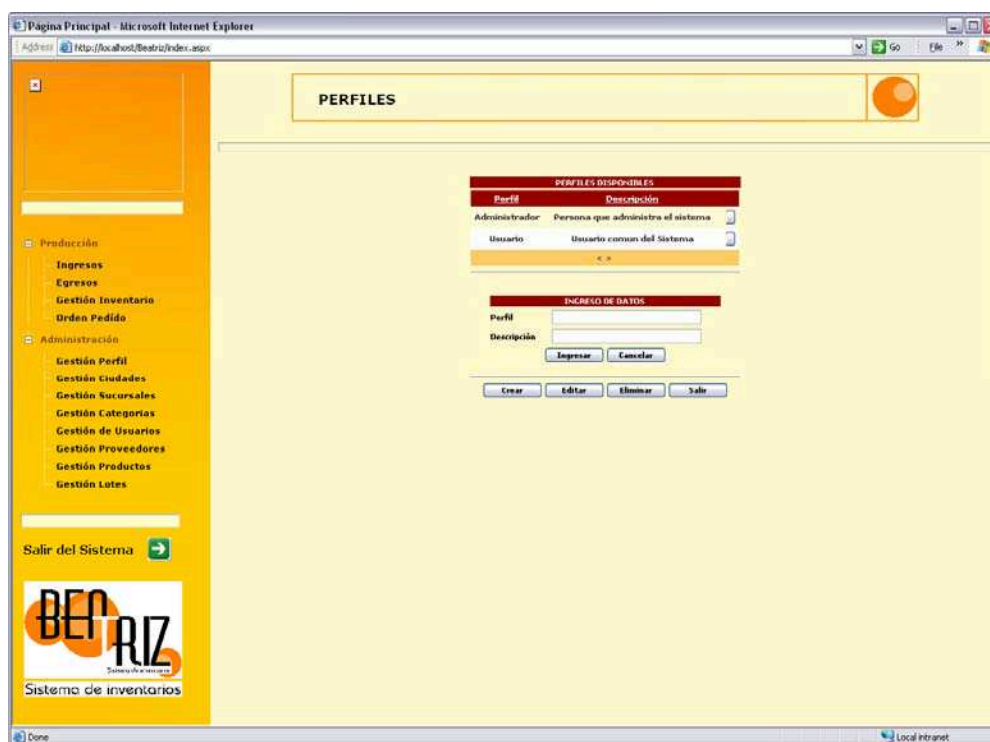 Página Principal - Microsoft Internet Explorer
Address http://localhost/Beatriz/index.aspx Go File »
PERFILES
PERFILES DISPONIBLES
Perfil Descripción
Administrador Persona que administra el sistema
Usuario Usuario comun del Sistema
< >
INGRESO DE DATOS
Perfil
Descripción
Ingresar Cancelar
Crear Editar Eliminar Salir
Producción
Ingresos
Egresos
Gestión Inventario
Orden Pedido
Administración
Gestión Perfil
Gestión Ciudades
Gestión Sucursales
Gestión Categorias
Gestión de Usuarios
Gestión Proveedores
Gestión Productos
Gestión Lotes
Salir del Sistema
BEATRIZ
Sistema de inventarios
Done Local intranet